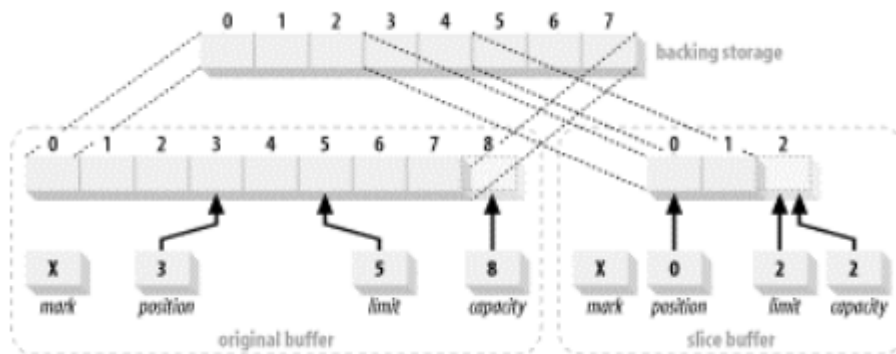 0 1 2 3 4 5 6 7
backing storage
0 1 2 3 4 5 6 7 8
0 1 2
X 3 5 8
X 0 2 2
mark position limit capacity
mark position limit capacity
original buffer
slice buffer